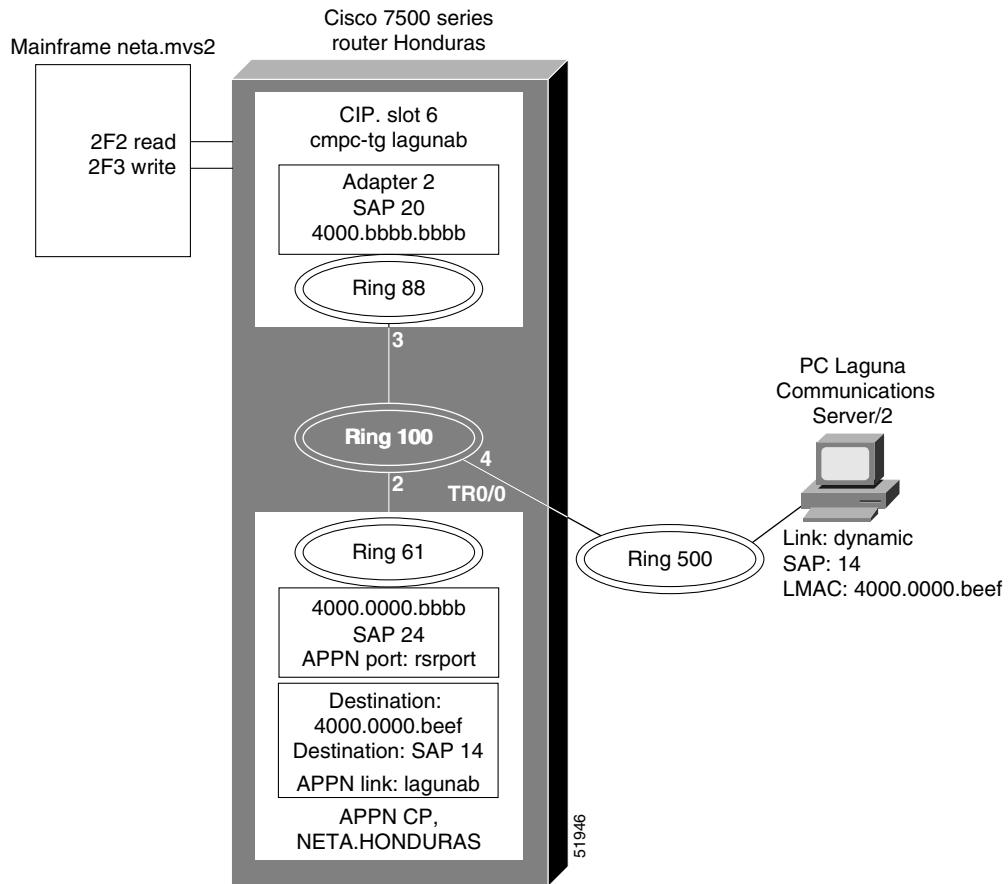 Cisco 7500 series
router Honduras
Mainframe neta.mvs2
2F2 read
2F3 write
CIP. slot 6
cmpc-tg lagunab
Adapter 2
SAP 20
4000.bbbb.bbbb
Ring 88
3
Ring 100
4
2
TR0/0
PC Laguna
Communications
Server/2
Link: dynamic
SAP: 14
LMAC: 4000.0000.beef
Ring 500
Ring 61
4000.0000.bbbb
SAP 24
APPN port: rsrport
Destination:
4000.0000.beef
Destination: SAP 14
APPN link: lagunab
APPN CP,
NETA.HONDURAS
51946